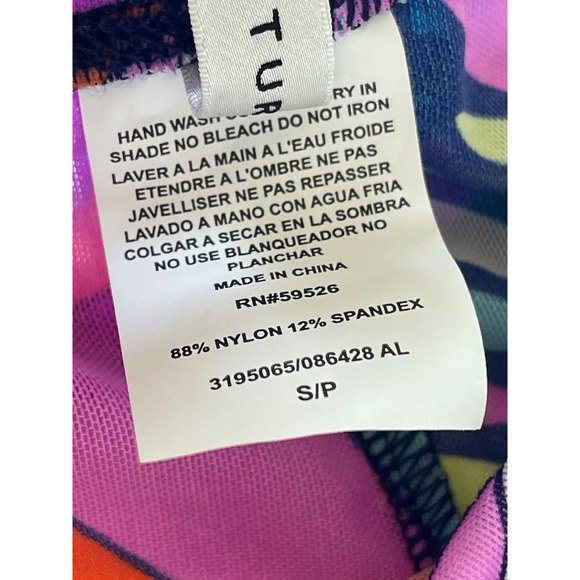 TUR
HAND WASH RY IN
SHADE NO BLEACH DO NOT IRON
LAVER A LA MAIN A L'EAU FROIDE
ETENDRE A L'OMBRE NE PAS
JAVELLISER NE PAS REPASSER
LAVADO A MANO CON AGUA FRIA
COLGAR A SECAR EN LA SOMBRA
NO USE BLANQUEADOR NO
PLANCHAR
MADE IN CHINA
RN#59526
88% NYLON 12% SPANDEX
3195065/086428 AL
S/P